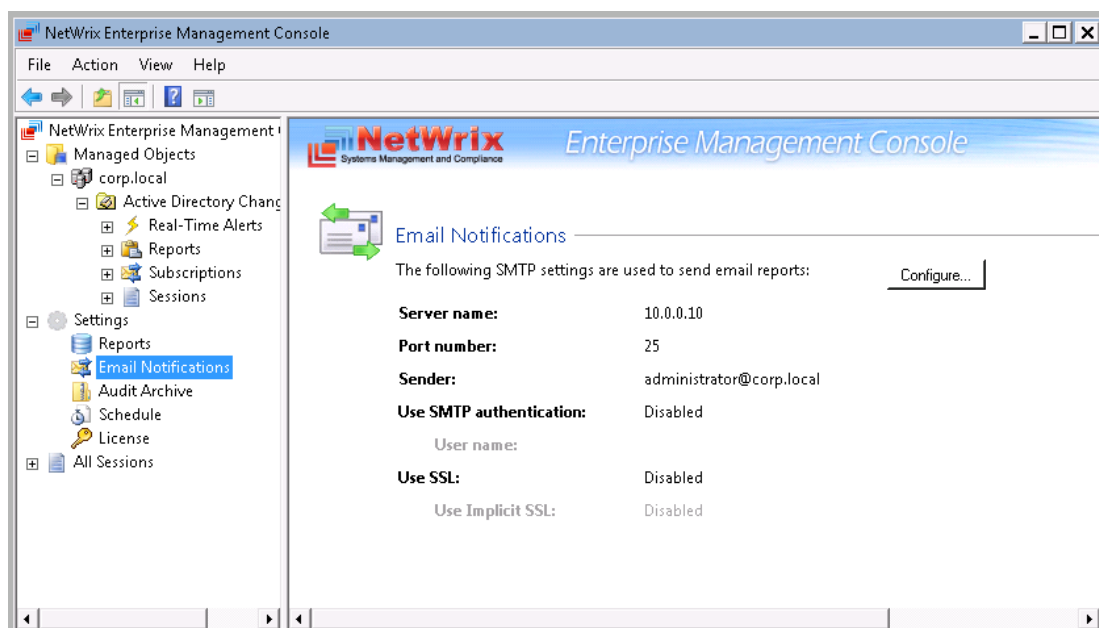 NetWrix Enterprise Management Console
File Action View Help
NetWrix Enterprise Management
Managed Objects
corp.local
Active Directory Chang
Real-Time Alerts
Reports
Subscriptions
Sessions
Settings
Reports
Email Notifications
Audit Archive
Schedule
License
All Sessions
NetWrix
Systems Management and Compliance
Enterprise Management Console
Email Notifications
The following SMTP settings are used to send email reports:
Configure...
Server name: 10.0.0.10
Port number: 25
Sender: administrator@corp.local
Use SMTP authentication: Disabled
User name:
Use SSL: Disabled
Use Implicit SSL: Disabled